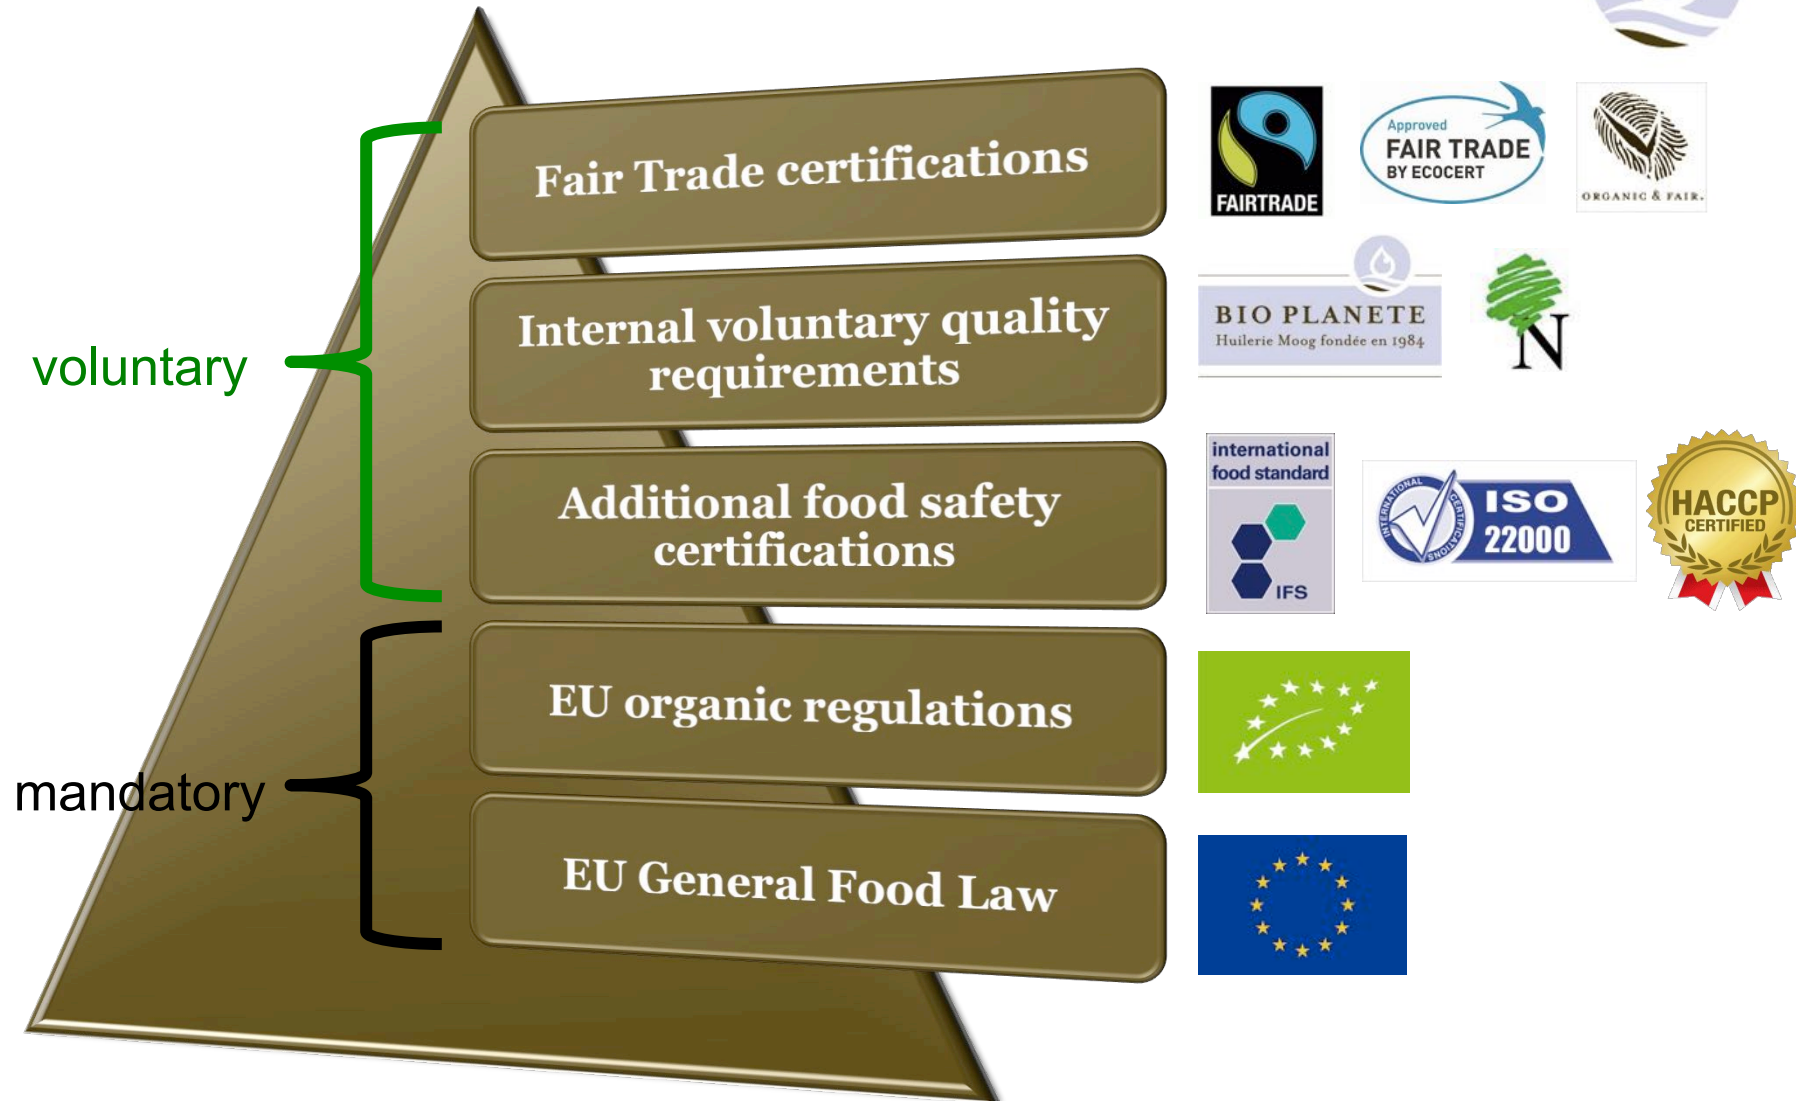 Fair Trade certifications
FAIRTRADE
Approved
FAIR TRADE
BY ECOCERT
ORGANIC & FAIR.
voluntary
Internal voluntary quality
requirements
BIO PLANETE
Huilerie Moog fondée en 1984
N
Additional food safety
certifications
international
food standard
IFS
INTERNATIONAL CERTIFICATIONS
ISO
22000
HACCP
CERTIFIED
mandatory
EU organic regulations
EU General Food Law